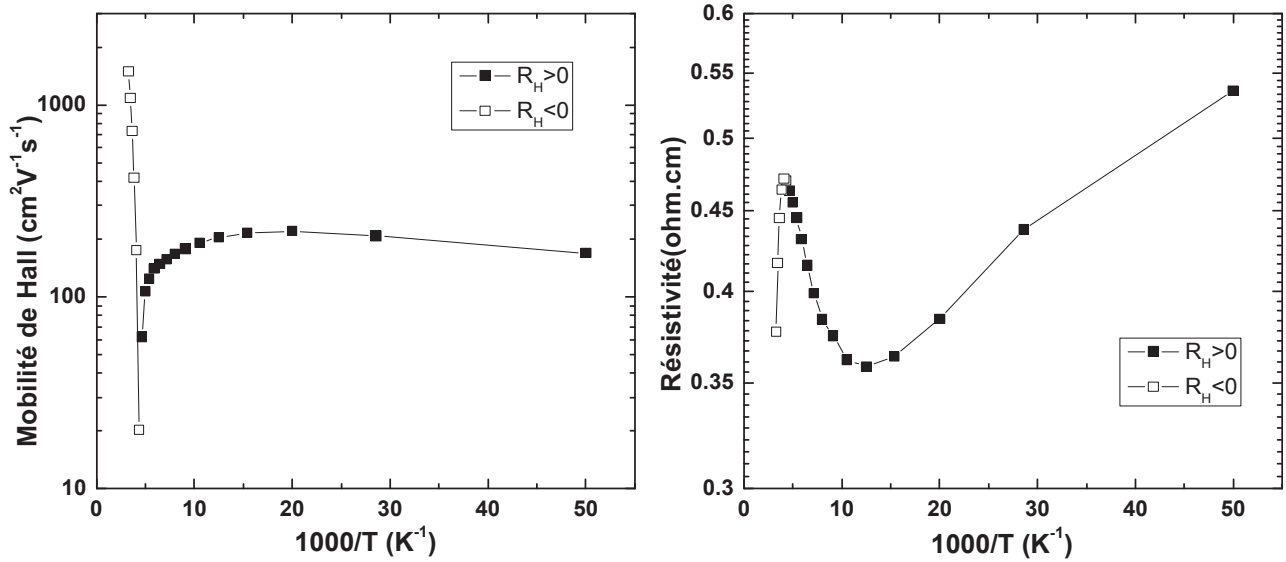 Mobilité de Hall (cm²V⁻¹s⁻¹)
1000
100
10
R_H>0
R_H<0
0 10 20 30 40 50
1000/T (K⁻¹)
Résistivité(ohm.cm)
0.6
0.55
0.5
0.45
0.4
0.35
0.3
R_H>0
R_H<0
0 10 20 30 40 50
1000/T (K⁻¹)